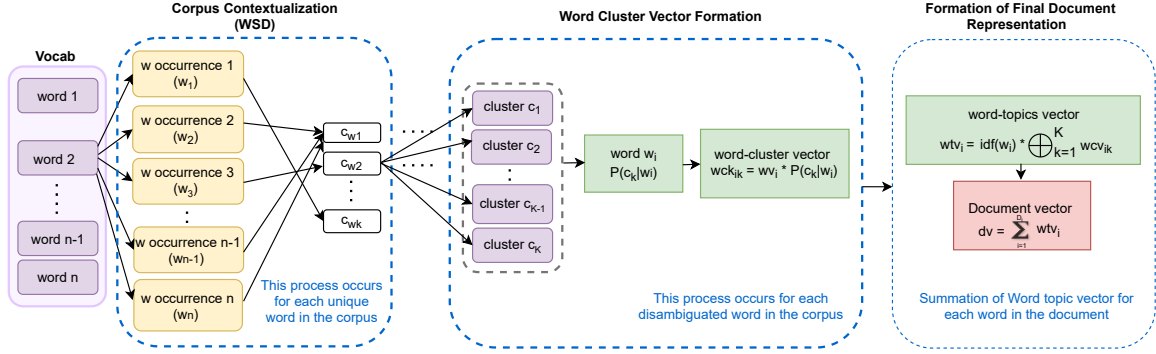 Corpus Contextualization
(WSD)
Word Cluster Vector Formation
Formation of Final Document
Representation
Vocab
word 1
word 2
word n-1
word n
w occurrence 1
(w1)
w occurrence 2
(w2)
w occurrence 3
(w3)
w occurrence n-1
(wn-1)
w occurrence n
(wn)
cw1
cw2
cwk
This process occurs
for each unique
word in the corpus
cluster c1
cluster c2
cluster cK-1
cluster cK
word wi
P(ck|wi)
word-cluster vector
wckik = wvi * P(ck|wi)
This process occurs for each
disambiguated word in the corpus
word-topics vector
wtvi = idf(wi) * ⨁ K k=1 wcvik
Document vector
dv = ∑ i=1 wtvi
Summation of Word topic vector for
each word in the document